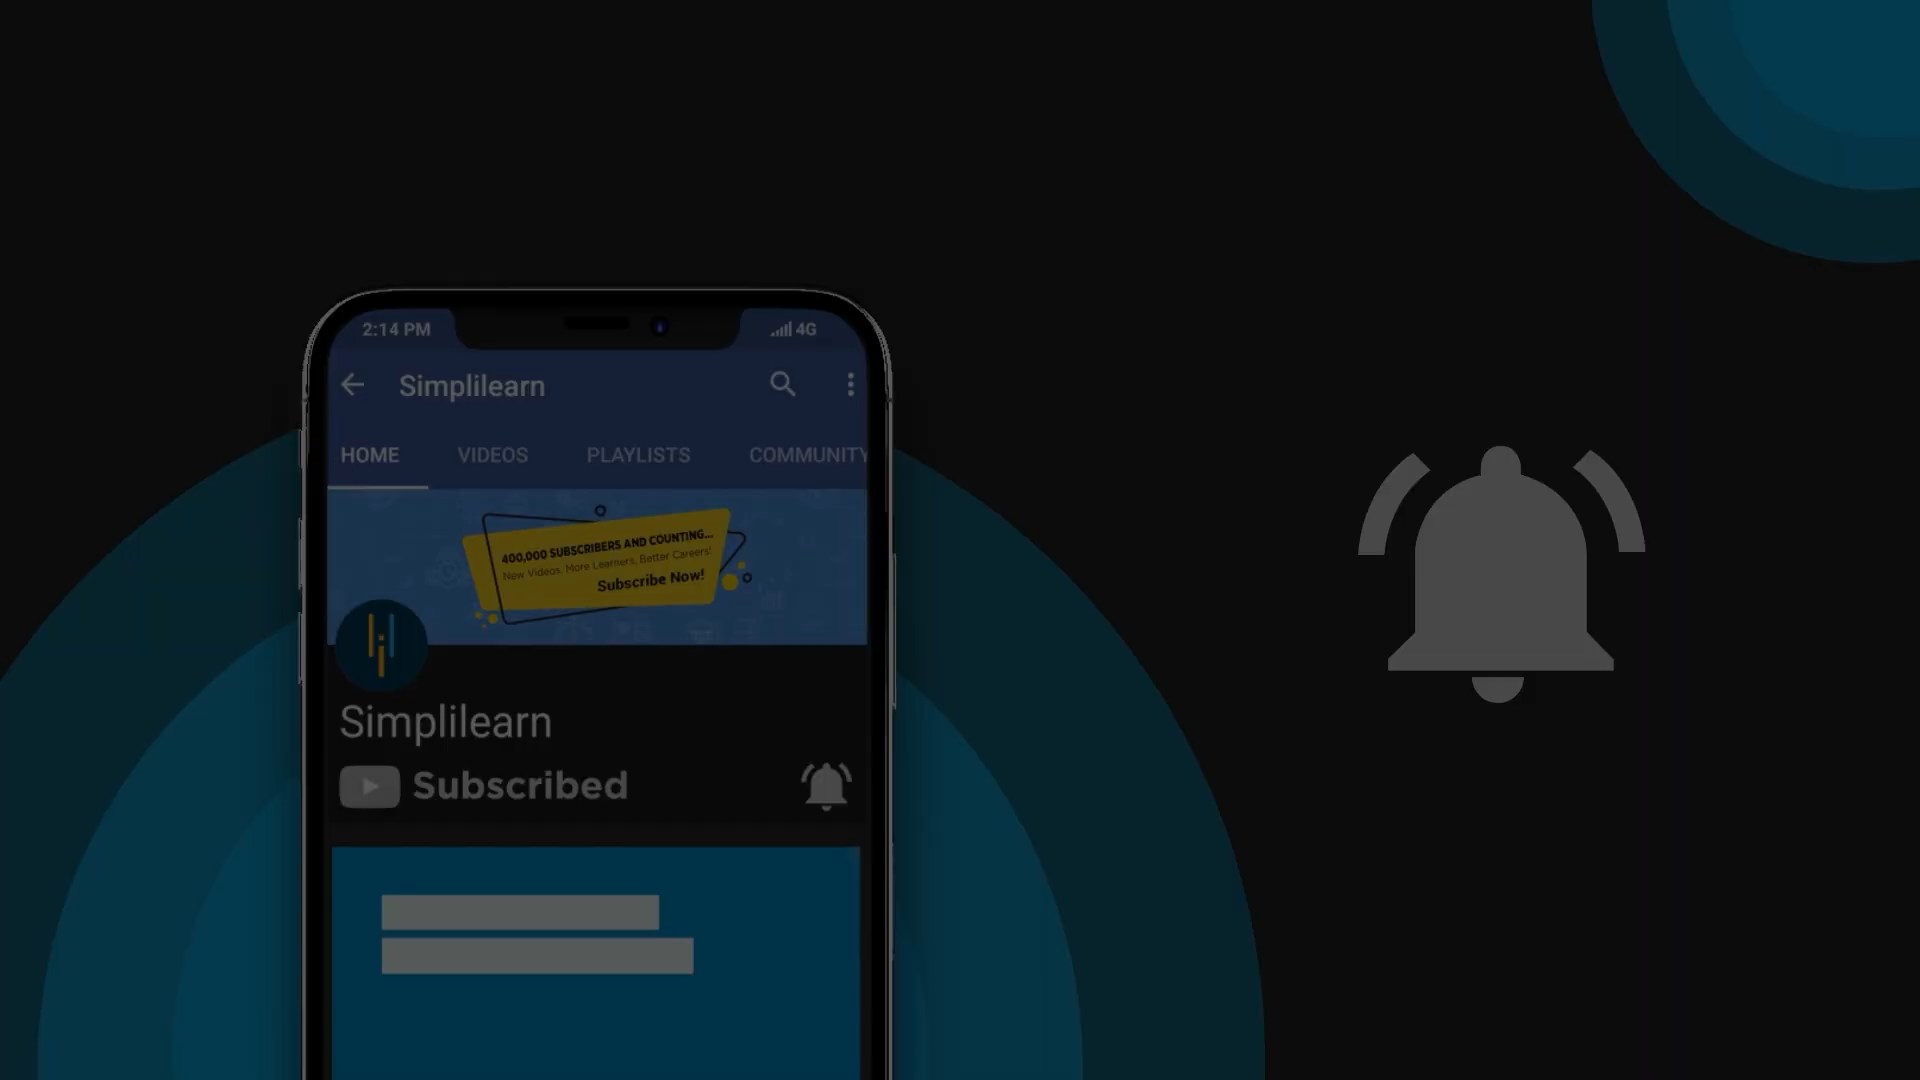 2:14 PM 4G
Simplilearn
HOME VIDEOS PLAYLISTS COMMUNITY
400,000 SUBSCRIBERS AND COUNTING...
New Videos, More Learners, Better Careers!
Subscribe Now!
Simplilearn
Subscribed